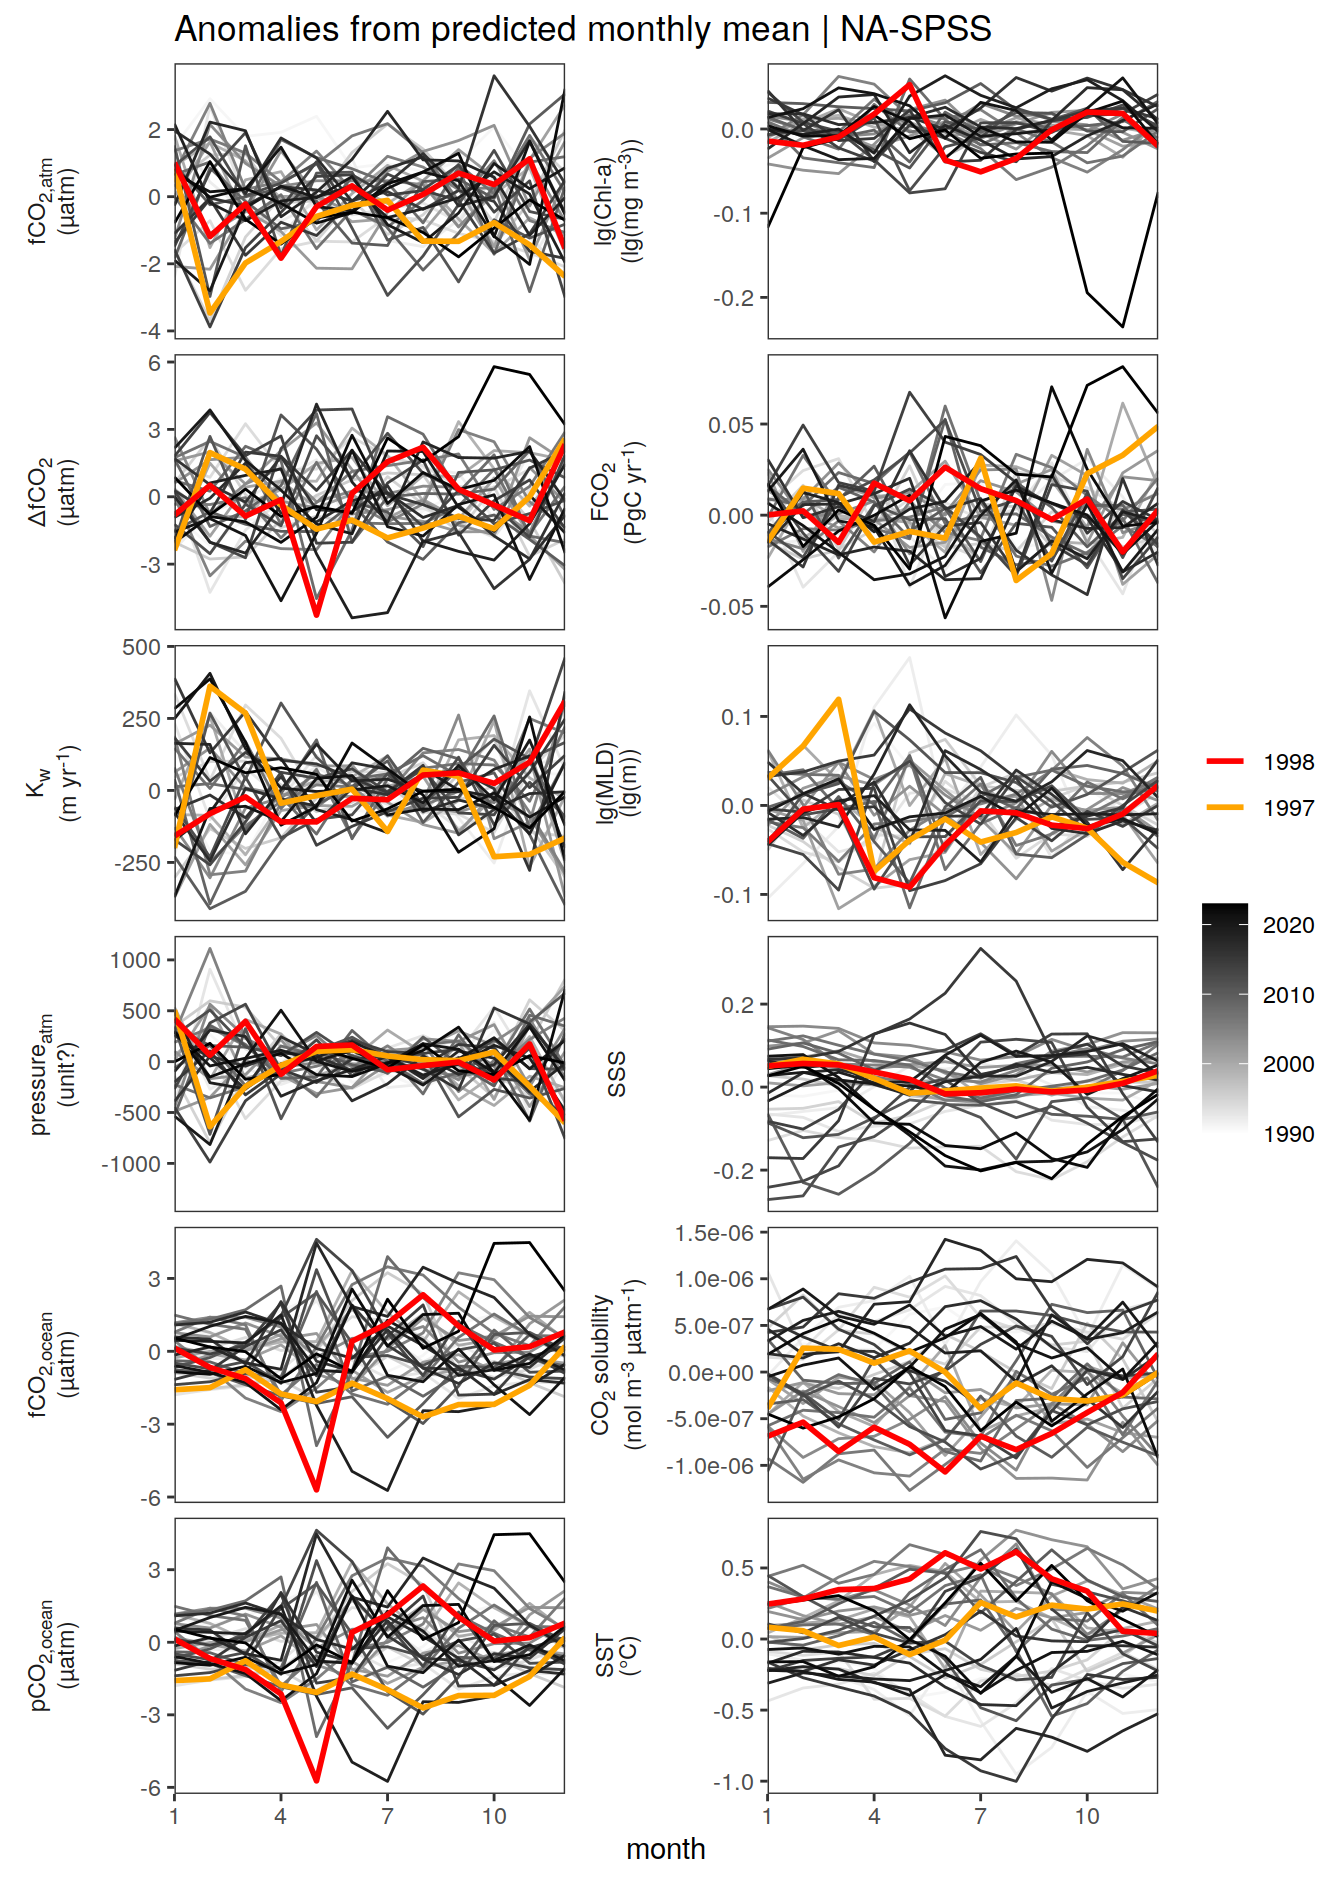 Anomalies from predicted monthly mean | NA-SPSS
fCO2,atm
(µatm)
2
0
-2
-4
lg(Chl-a)
(lg(mg m-3))
0.0
-0.1
-0.2
ΔfCO2
(µatm)
6
3
0
-3
FCO2
(PgC yr-1)
0.05
0.00
-0.05
Kw
(m yr-1)
500
250
0
-250
lg(MLD)
(lg(m))
0.1
0.0
-0.1
pressureatm
(unit?)
1000
500
0
-500
-1000
SSS
0.2
0.0
-0.2
fCO2,ocean
(µatm)
3
0
-3
-6
CO2 solubility
(mol m-3 µatm-1)
1.5e-06
1.0e-06
5.0e-07
0.0e+00
-5.0e-07
-1.0e-06
pCO2,ocean
(µatm)
3
0
-3
-6
SST
(°C)
0.5
0.0
-0.5
-1.0
1 4 7 10
1 4 7 10
month
1998
1997
2020
2010
2000
1990